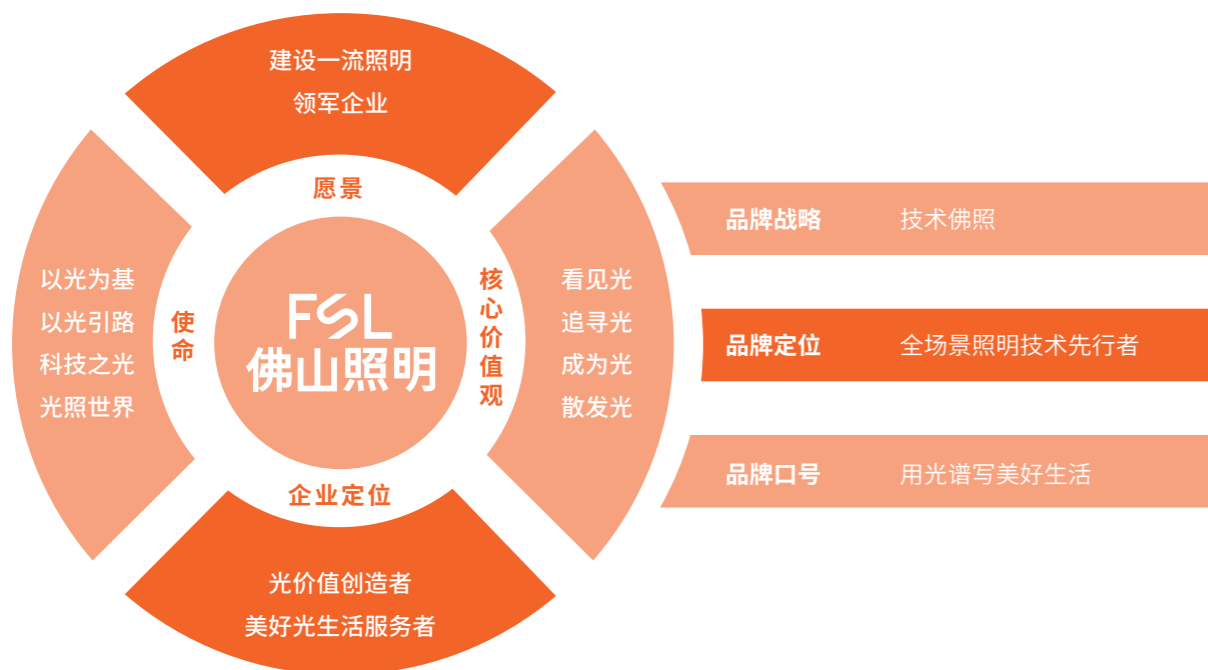 建设一流照明
领军企业
愿景
以光为基
以光引路
科技之光
光照世界
使命
FSL
佛山照明
核心价值观
看见光
追寻光
成为光
散发光
企业定位
光价值创造者
美好光生活服务者
品牌战略 技术佛照
品牌定位 全场景照明技术先行者
品牌口号 用光谱写美好生活